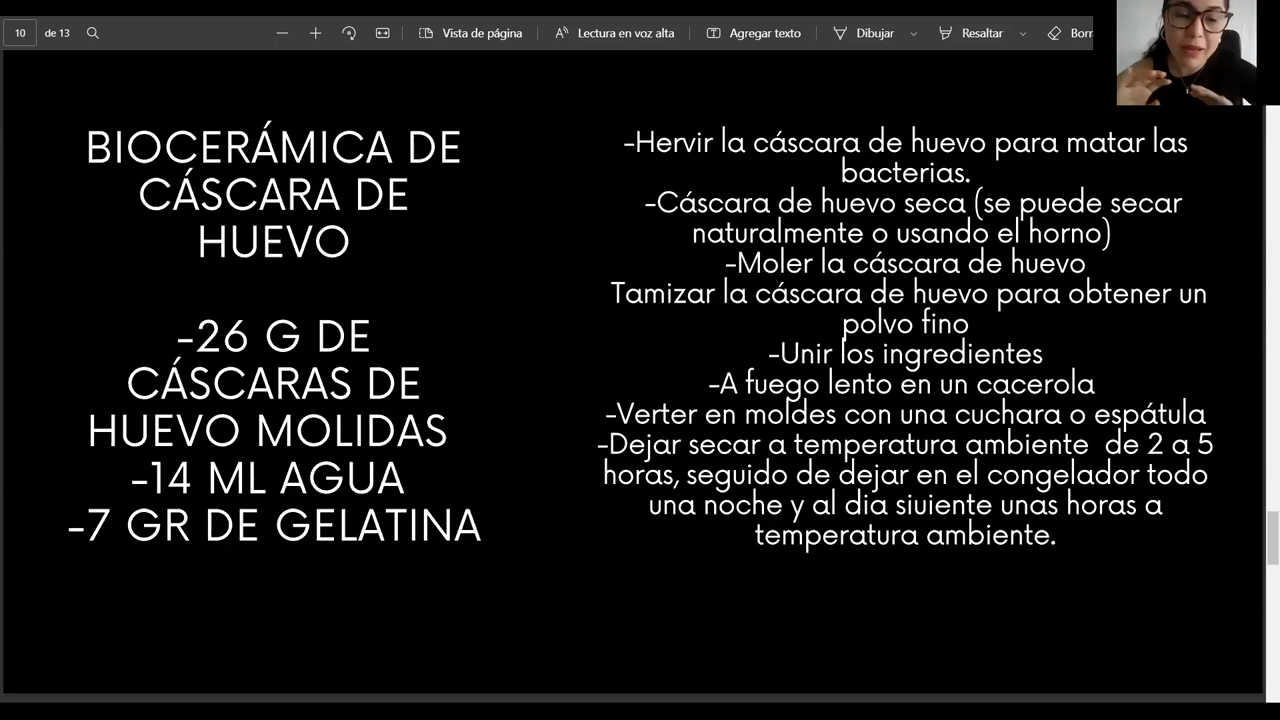 10 de 13
Vista de página
Lectura en voz alta
Agregar texto
Dibujar
Resaltar
BIOCERÁMICA DE
CÁSCARA DE
HUEVO
-26 G DE
CÁSCARAS DE
HUEVO MOLIDAS
-14 ML AGUA
-7 GR DE GELATINA
-Hervir la cáscara de huevo para matar las
bacterias.
-Cáscara de huevo seca (se puede secar
naturalmente o usando el horno)
-Moler la cáscara de huevo
Tamizar la cáscara de huevo para obtener un
polvo fino
-Unir los ingredientes
-A fuego lento en un cacerola
-Verter en moldes con una cuchara o espátula
-Dejar secar a temperatura ambiente de 2 a 5
horas, seguido de dejar en el congelador todo
una noche y al dia siuiente unas horas a
temperatura ambiente.